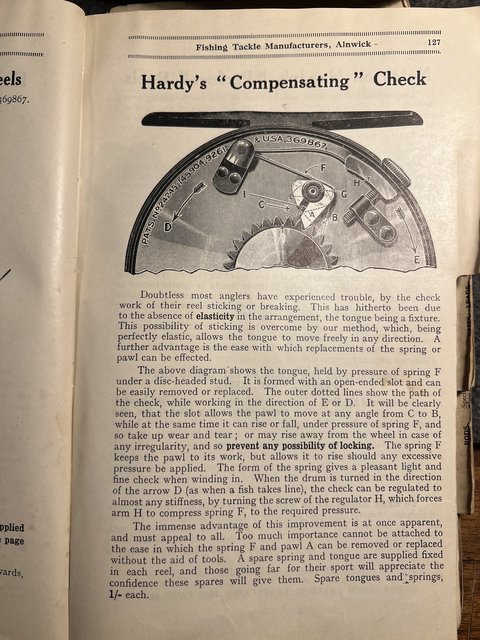 Fishing Tackle Manufacturers, Alnwick - 127
Hardy's "Compensating" Check
eels
369867.
& USA. 369867.
F
H
I
G
C
A
B
D
E
Doubtless most anglers have experienced trouble, by the check
work of their reel sticking or breaking. This has hitherto been due
to the absence of elasticity in the arrangement, the tongue being a fixture.
This possibility of sticking is overcome by our method, which, being
perfectly elastic, allows the tongue to move freely in any direction. A
further advantage is the ease with which replacements of the spring or
pawl can be effected.
The above diagram shows the tongue, held by pressure of spring F
under a disc-headed stud. It is formed with an open-ended slot and can
be easily removed or replaced. The outer dotted lines show the path of
the check, while working in the direction of E or D. It will be clearly
seen, that the slot allows the pawl to move at any angle from C to B,
while at the same time it can rise or fall, under pressure of spring F, and
so take up wear and tear; or may rise away from the wheel in case of
any irregularity, and so prevent any possibility of locking. The spring F
keeps the pawl to its work, but allows it to rise should any excessive
pressure be applied. The form of the spring gives a pleasant light and
fine check when winding in. When the drum is turned in the direction
of the arrow D (as when a fish takes line), the check can be regulated to
almost any stiffness, by turning the screw of the regulator H, which forces
arm H to compress spring F, to the required pressure.
The immense advantage of this improvement is at once apparent,
and must appeal to all. Too much importance cannot be attached to
the ease in which the spring F and pawl A can be removed or replaced
without the aid of tools. A spare spring and tongue are supplied fixed
in each reel, and those going far for their sport will appreciate the
confidence these spares will give them. Spare tongues and springs,
1/- each.
pplied
e page
wards,
RODS